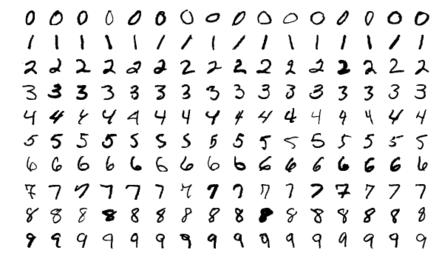 0 0 0 0 0 0 0 0 0 0 0 0 0 0 0 0
1 1 1 1 1 1 1 1 1 1 1 1 1 1 1 1
2 2 2 2 2 2 2 2 2 2 2 2 2 2 2 2
3 3 3 3 3 3 3 3 3 3 3 3 3 3 3 3
4 4 4 4 4 4 4 4 4 4 4 4 4 4 4 4
5 5 5 5 5 5 5 5 5 5 5 5 5 5 5 5
6 6 6 6 6 6 6 6 6 6 6 6 6 6 6 6
7 7 7 7 7 7 7 7 7 7 7 7 7 7 7 7
8 8 8 8 8 8 8 8 8 8 8 8 8 8 8 8
9 9 9 9 9 9 9 9 9 9 9 9 9 9 9 9